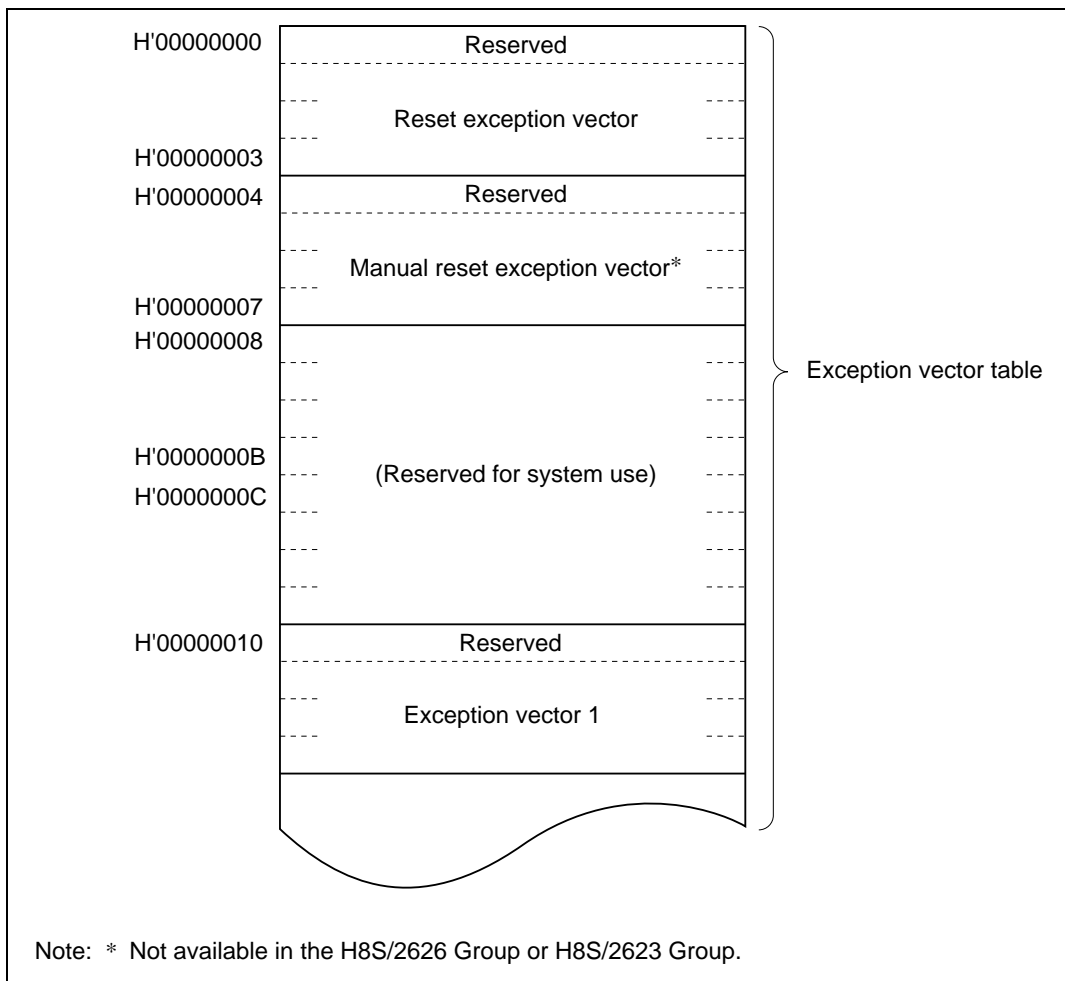 H'00000000 Reserved
Reset exception vector
H'00000003
H'00000004 Reserved
Manual reset exception vector*
H'00000007
H'00000008
Exception vector table
H'0000000B
(Reserved for system use)
H'0000000C
H'00000010 Reserved
Exception vector 1
Note: * Not available in the H8S/2626 Group or H8S/2623 Group.